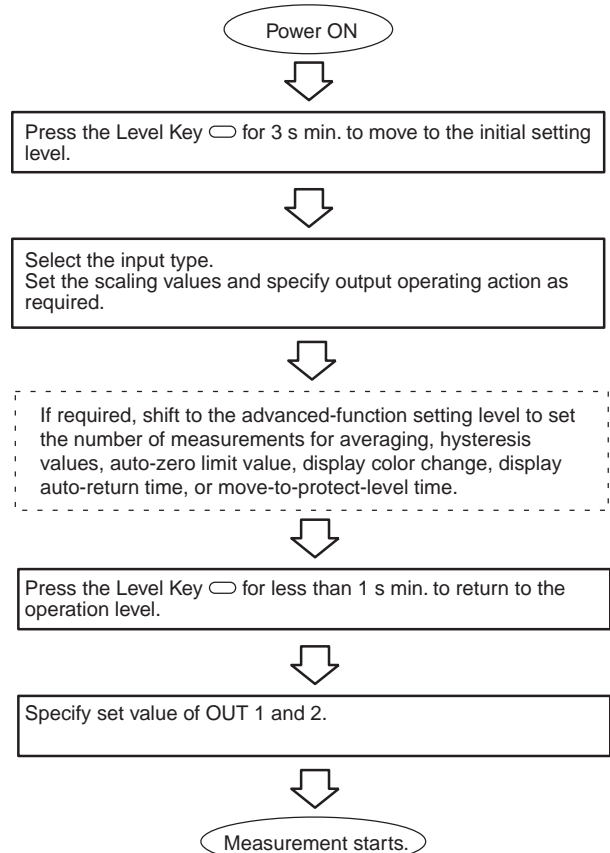 Power ON
Press the Level Key for 3 s min. to move to the initial setting
level.
Select the input type.
Set the scaling values and specify output operating action as
required.
If required, shift to the advanced-function setting level to set
the number of measurements for averaging, hysteresis
values, auto-zero limit value, display color change, display
auto-return time, or move-to-protect-level time.
Press the Level Key for less than 1 s min. to return to the
operation level.
Specify set value of OUT 1 and 2.
Measurement starts.